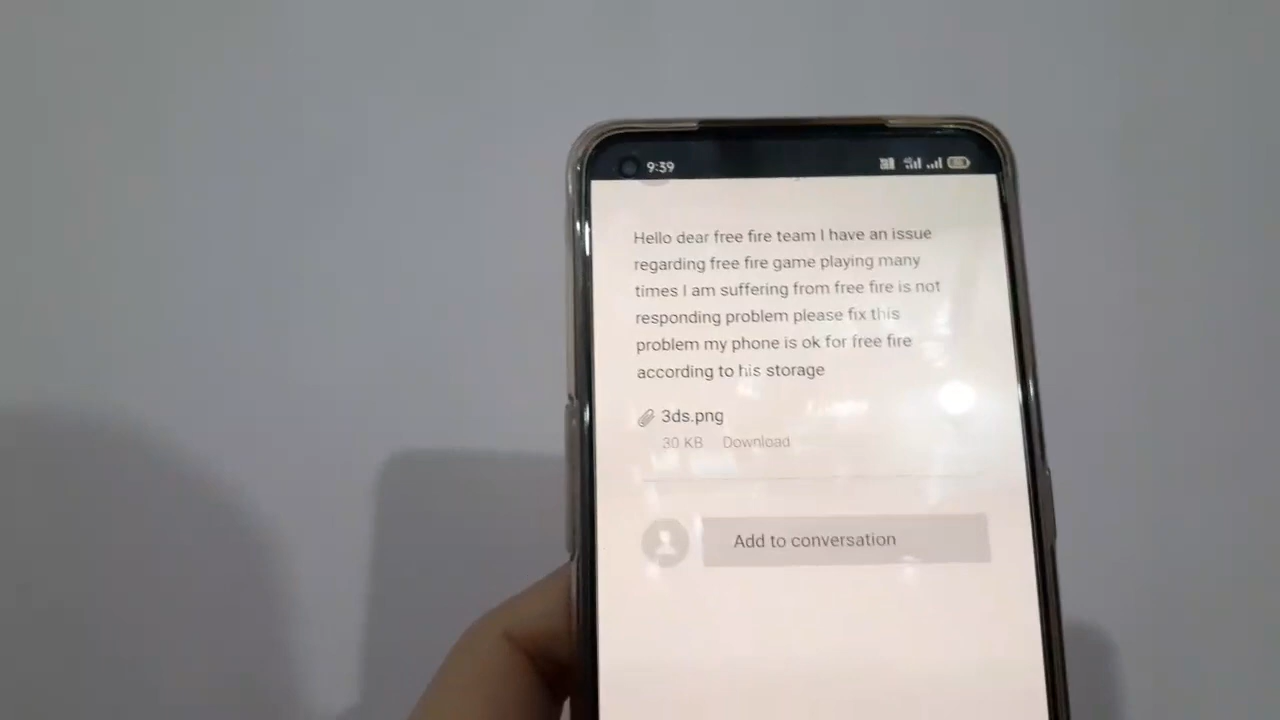 9:59
Hello dear free fire team I have an issue
regarding free fire game playing many
times I am suffering from free fire is not
responding problem please fix this
problem my phone is ok for free fire
according to his storage
3ds.png
30 KB Download
Add to conversation